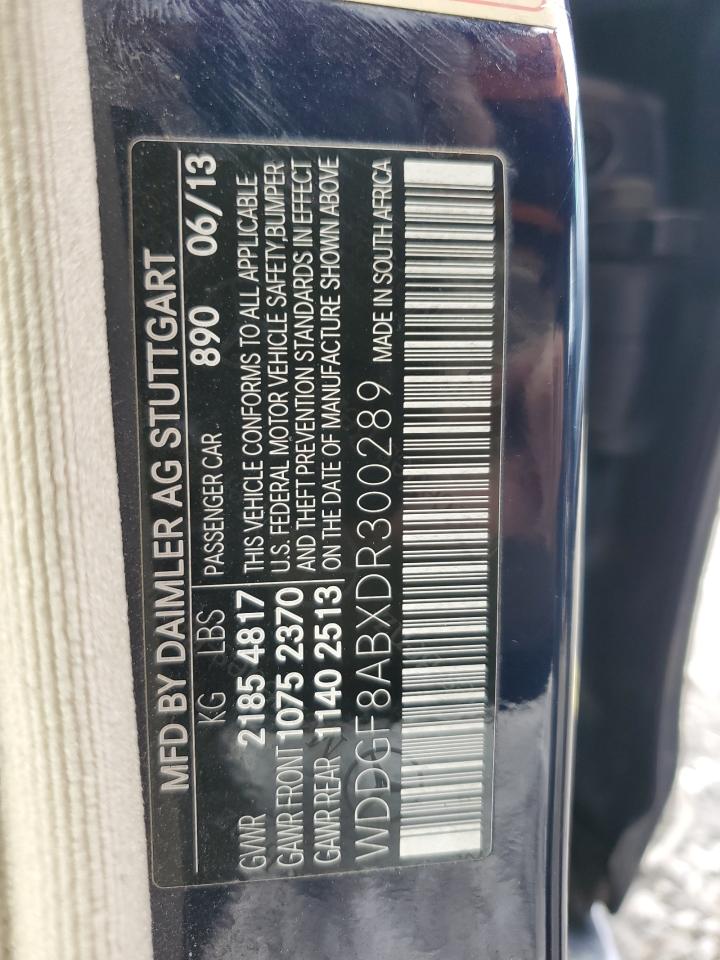 MFD BY DAIMLER AG STUTTGART
KG LBS PASSENGER CAR 890 06/13
GVWR 2185 4817 THIS VEHICLE CONFORMS TO ALL APPLICABLE
GAWR FRONT 1075 2370 U.S. FEDERAL MOTOR VEHICLE SAFETY, BUMPER
GAWR REAR 1140 2513 AND THEFT PREVENTION STANDARDS IN EFFECT
ON THE DATE OF MANUFACTURE SHOWN ABOVE
WDDGF8ABXDR300289 MADE IN SOUTH AFRICA